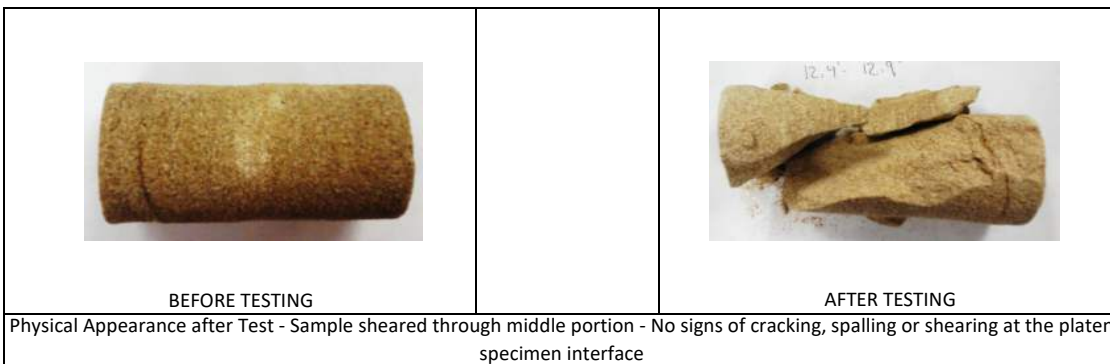 12.4' - 12.9'
BEFORE TESTING
AFTER TESTING
Physical Appearance after Test - Sample sheared through middle portion - No signs of cracking, spalling or shearing at the platen
specimen interface